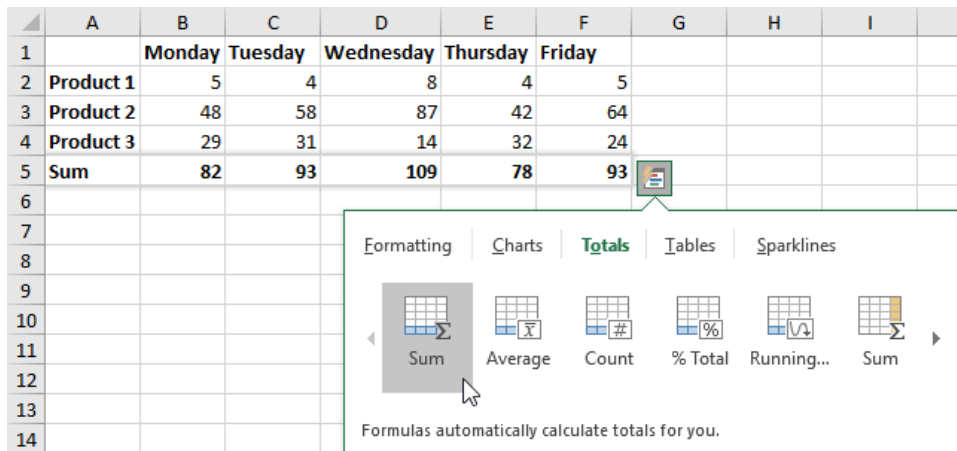 A B C D E F G H I
1 Monday Tuesday Wednesday Thursday Friday
2 Product 1 5 4 8 4 5
3 Product 2 48 58 87 42 64
4 Product 3 29 31 14 32 24
5 Sum 82 93 109 78 93
6
7
Formatting Charts Totals Tables Sparklines
8
9
10
% #
11
Sum Average Count % Total Running... Sum
12
13
Formulas automatically calculate totals for you.
14